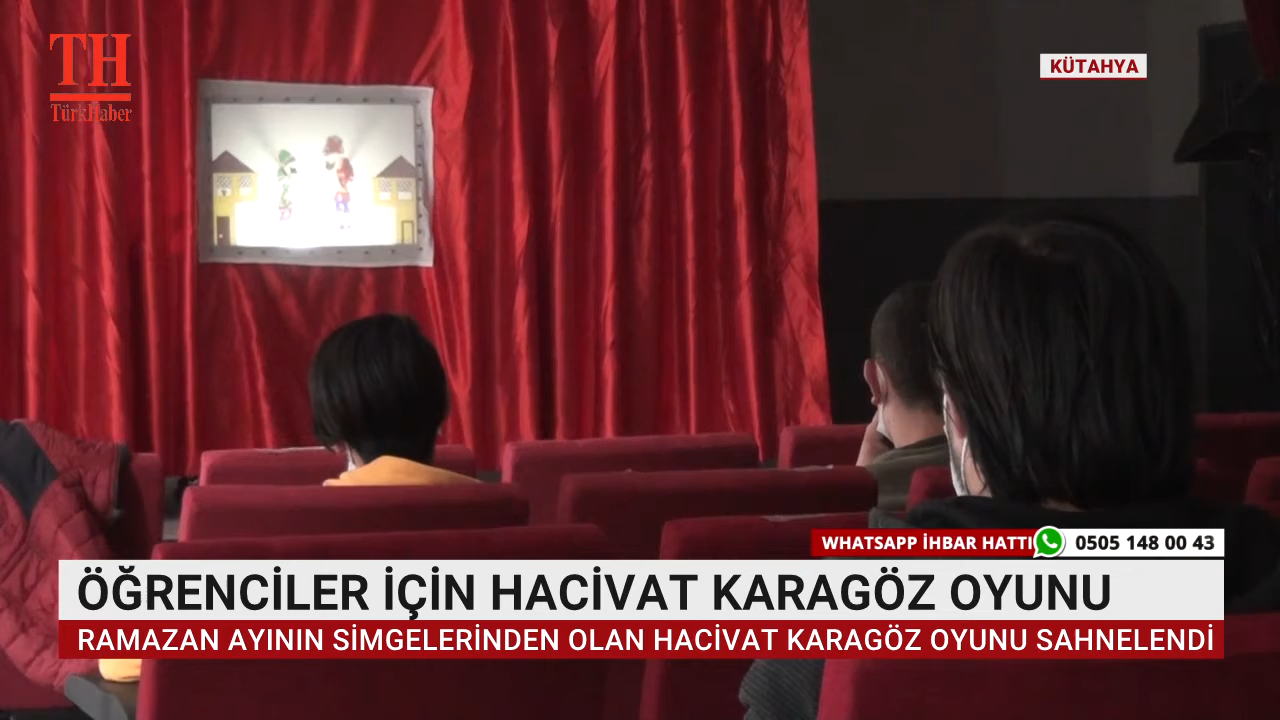 TH
TürkHaber
KÜTAHYA
WHATSAPP İHBAR HATTI 0505 148 00 43
ÖĞRENCİLER İÇİN HACİVAT KARAGÖZ OYUNU
RAMAZAN AYININ SİMGELERİNDEN OLAN HACİVAT KARAGÖZ OYUNU SAHNELENDİ